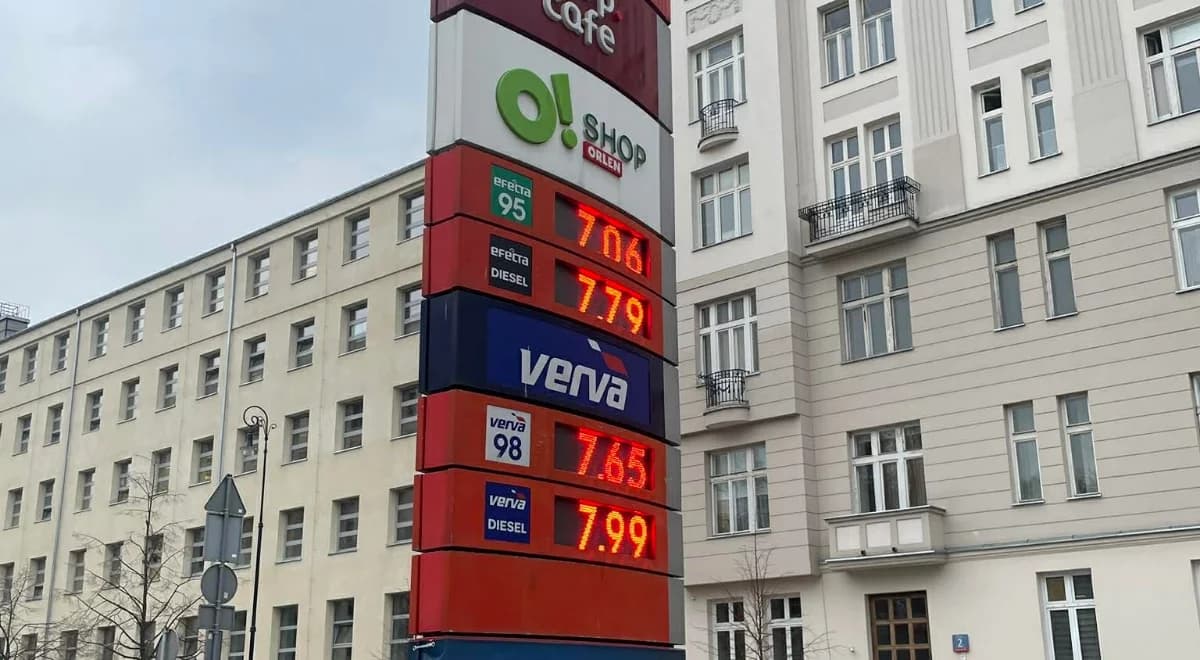 cafe
O! SHOP
ORLEN
efecta
95
7.06
efecta
DIESEL
7.79
verva
verva
98
7.65
verva
DIESEL
7.99
2